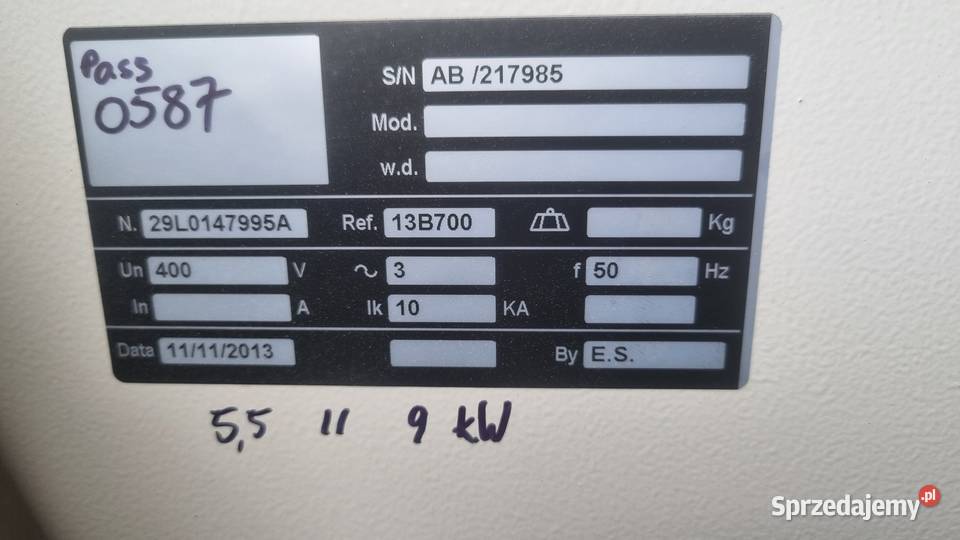 Pass
0587
S/N AB /217985
Mod.
w.d.
N. 29L0147995A Ref. 13B700 Kg
Un 400 V ~ 3 f 50 Hz
In A Ik 10 KA
Data 11/11/2013 By E.S.
5,5 11 9 kW
Sprzedajemy.pl